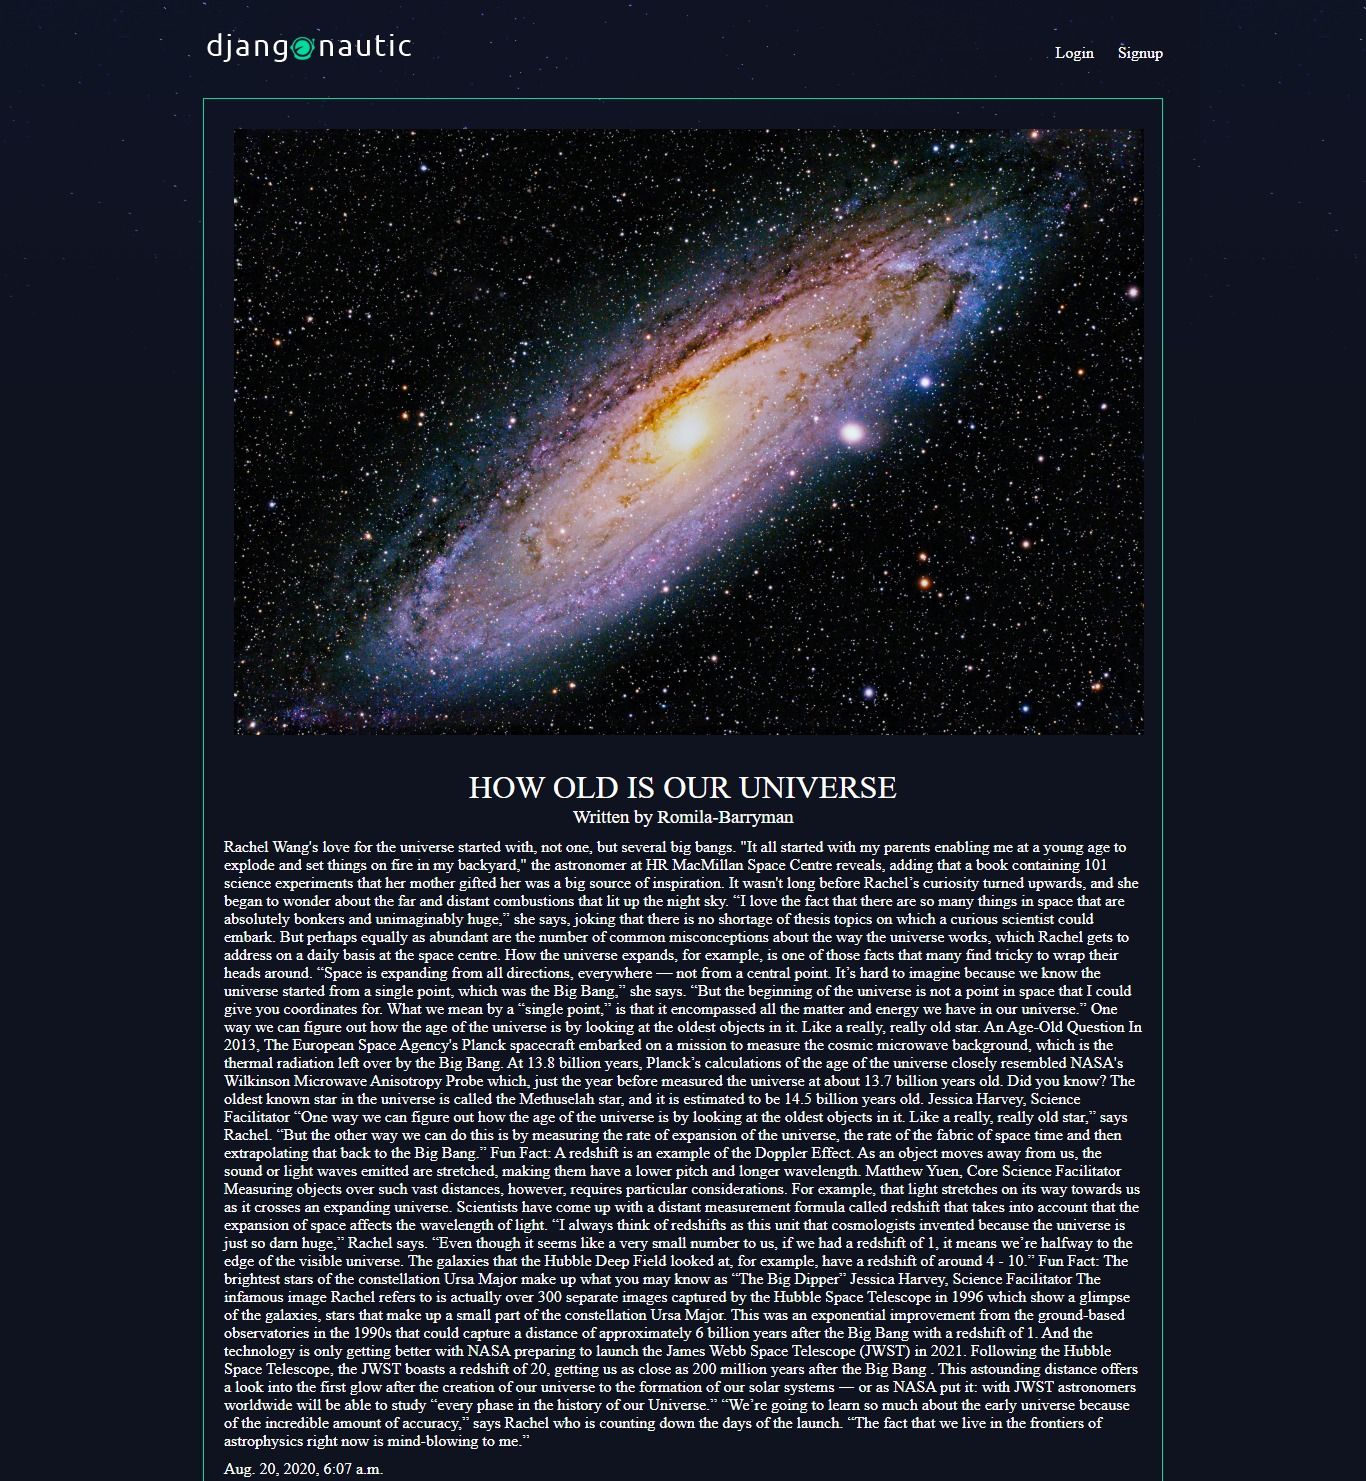 djangonautic
Login Signup
HOW OLD IS OUR UNIVERSE
Written by Romila-Barryman
Rachel Wang's love for the universe started with, not one, but several big bangs. "It all started with my parents enabling me at a young age to
explode and set things on fire in my backyard," the astronomer at HR MacMillan Space Centre reveals, adding that a book containing 101
science experiments that her mother gifted her was a big source of inspiration. It wasn't long before Rachel’s curiosity turned upwards, and she
began to wonder about the far and distant combustions that lit up the night sky. “I love the fact that there are so many things in space that are
absolutely bonkers and unimaginably huge,” she says, joking that there is no shortage of thesis topics on which a curious scientist could
embark. But perhaps equally as abundant are the number of common misconceptions about the way the universe works, which Rachel gets to
address on a daily basis at the space centre. How the universe expands, for example, is one of those facts that many find tricky to wrap their
heads around. “Space is expanding from all directions, everywhere — not from a central point. It’s hard to imagine because we know the
universe started from a single point, which was the Big Bang,” she says. “But the beginning of the universe is not a point in space that I could
give you coordinates for. What we mean by a “single point,” is that it encompassed all the matter and energy we have in our universe.” One
way we can figure out how the age of the universe is by looking at the oldest objects in it. Like a really, really old star. An Age-Old Question In
2013, The European Space Agency's Planck spacecraft embarked on a mission to measure the cosmic microwave background, which is the
thermal radiation left over by the Big Bang. At 13.8 billion years, Planck’s calculations of the age of the universe closely resembled NASA's
Wilkinson Microwave Anisotropy Probe which, just the year before measured the universe at about 13.7 billion years old. Did you know? The
oldest known star in the universe is called the Methuselah star, and it is estimated to be 14.5 billion years old. Jessica Harvey, Science
Facilitator “One way we can figure out how the age of the universe is by looking at the oldest objects in it. Like a really, really old star,” says
Rachel. “But the other way we can do this is by measuring the rate of expansion of the universe, the rate of the fabric of space time and then
extrapolating that back to the Big Bang.” Fun Fact: A redshift is an example of the Doppler Effect. As an object moves away from us, the
sound or light waves emitted are stretched, making them have a lower pitch and longer wavelength. Matthew Yuen, Core Science Facilitator
Measuring objects over such vast distances, however, requires particular considerations. For example, that light stretches on its way towards us
as it crosses an expanding universe. Scientists have come up with a distant measurement formula called redshift that takes into account that the
expansion of space affects the wavelength of light. “I always think of redshifts as this unit that cosmologists invented because the universe is
just so darn huge,” Rachel says. “Even though it seems like a very small number to us, if we had a redshift of 1, it means we’re halfway to the
edge of the visible universe. The galaxies that the Hubble Deep Field looked at, for example, have a redshift of around 4 - 10.” Fun Fact: The
brightest stars of the constellation Ursa Major make up what you may know as “The Big Dipper” Jessica Harvey, Science Facilitator The
infamous image Rachel refers to is actually over 300 separate images captured by the Hubble Space Telescope in 1996 which show a glimpse
of the galaxies, stars that make up a small part of the constellation Ursa Major. This was an exponential improvement from the ground-based
observatories in the 1990s that could capture a distance of approximately 6 billion years after the Big Bang with a redshift of 1. And the
technology is only getting better with NASA preparing to launch the James Webb Space Telescope (JWST) in 2021. Following the Hubble
Space Telescope, the JWST boasts a redshift of 20, getting us as close as 200 million years after the Big Bang . This astounding distance offers
a look into the first glow after the creation of our universe to the formation of our solar systems — or as NASA put it: with JWST astronomers
worldwide will be able to study “every phase in the history of our Universe.” “We’re going to learn so much about the early universe because
of the incredible amount of accuracy,” says Rachel who is counting down the days of the launch. “The fact that we live in the frontiers of
astrophysics right now is mind-blowing to me.”
Aug. 20, 2020, 6:07 a.m.